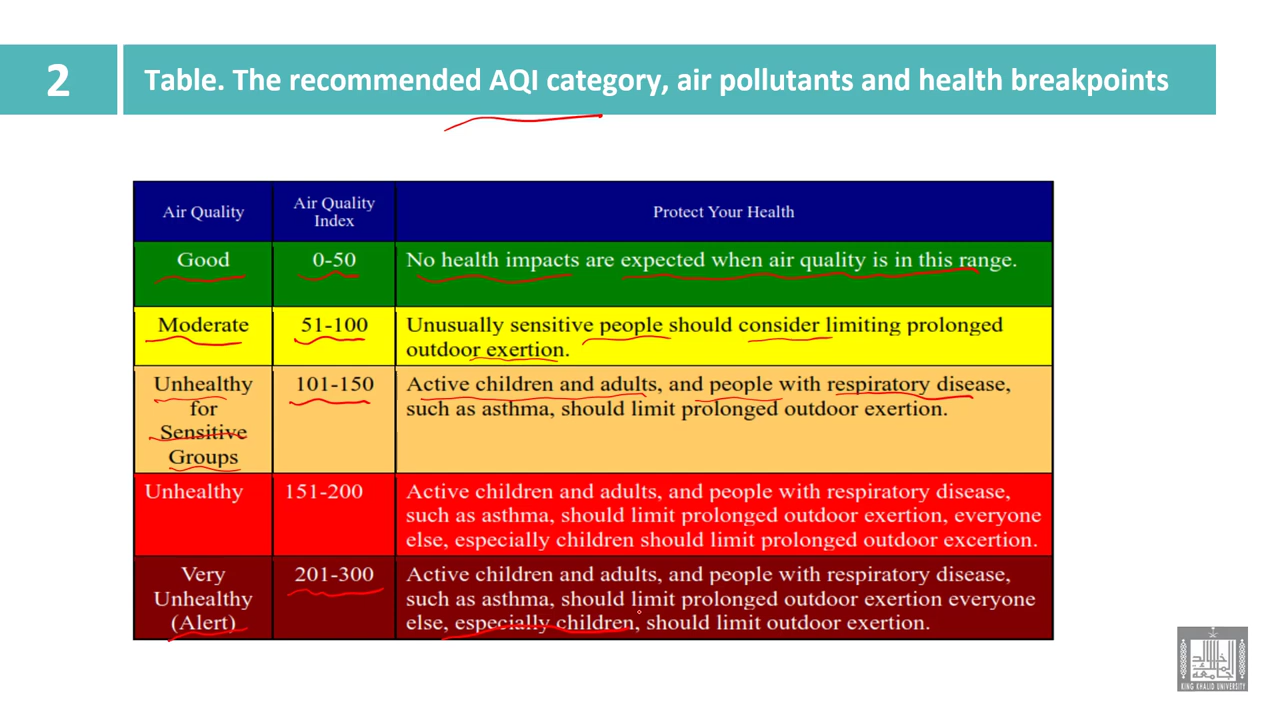 2
Table. The recommended AQI category, air pollutants and health breakpoints
Air Quality
Air Quality
Index
Protect Your Health
Good
0-50
No health impacts are expected when air quality is in this range.
Moderate
51-100
Unusually sensitive people should consider limiting prolonged
outdoor exertion.
Unhealthy
for
Sensitive
Groups
101-150
Active children and adults, and people with respiratory disease,
such as asthma, should limit prolonged outdoor exertion.
Unhealthy
151-200
Active children and adults, and people with respiratory disease,
such as asthma, should limit prolonged outdoor exertion, everyone
else, especially children should limit prolonged outdoor excertion.
Very
Unhealthy
(Alert)
201-300
Active children and adults, and people with respiratory disease,
such as asthma, should limit prolonged outdoor exertion everyone
else, especially children, should limit outdoor exertion.
KING KHALID UNIVERSITY